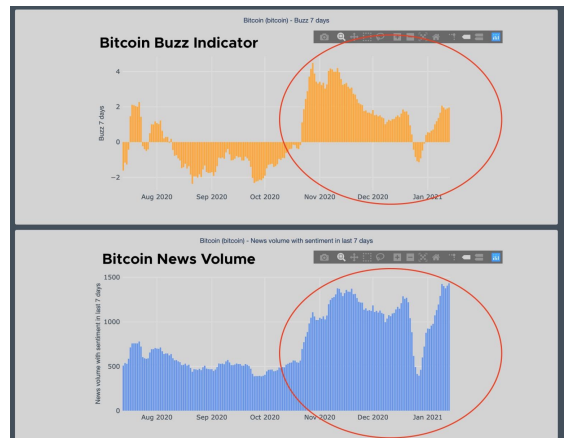 Bitcoin (bitcoin) - Buzz 7 days
Bitcoin Buzz Indicator
4
2
0
−2
Buzz 7 days
Aug 2020 Sep 2020 Oct 2020 Nov 2020 Dec 2020 Jan 2021
Bitcoin (bitcoin) - News volume with sentiment in last 7 days
Bitcoin News Volume
1500
1000
500
0
News volume with sentiment in last 7 days
Aug 2020 Sep 2020 Oct 2020 Nov 2020 Dec 2020 Jan 2021